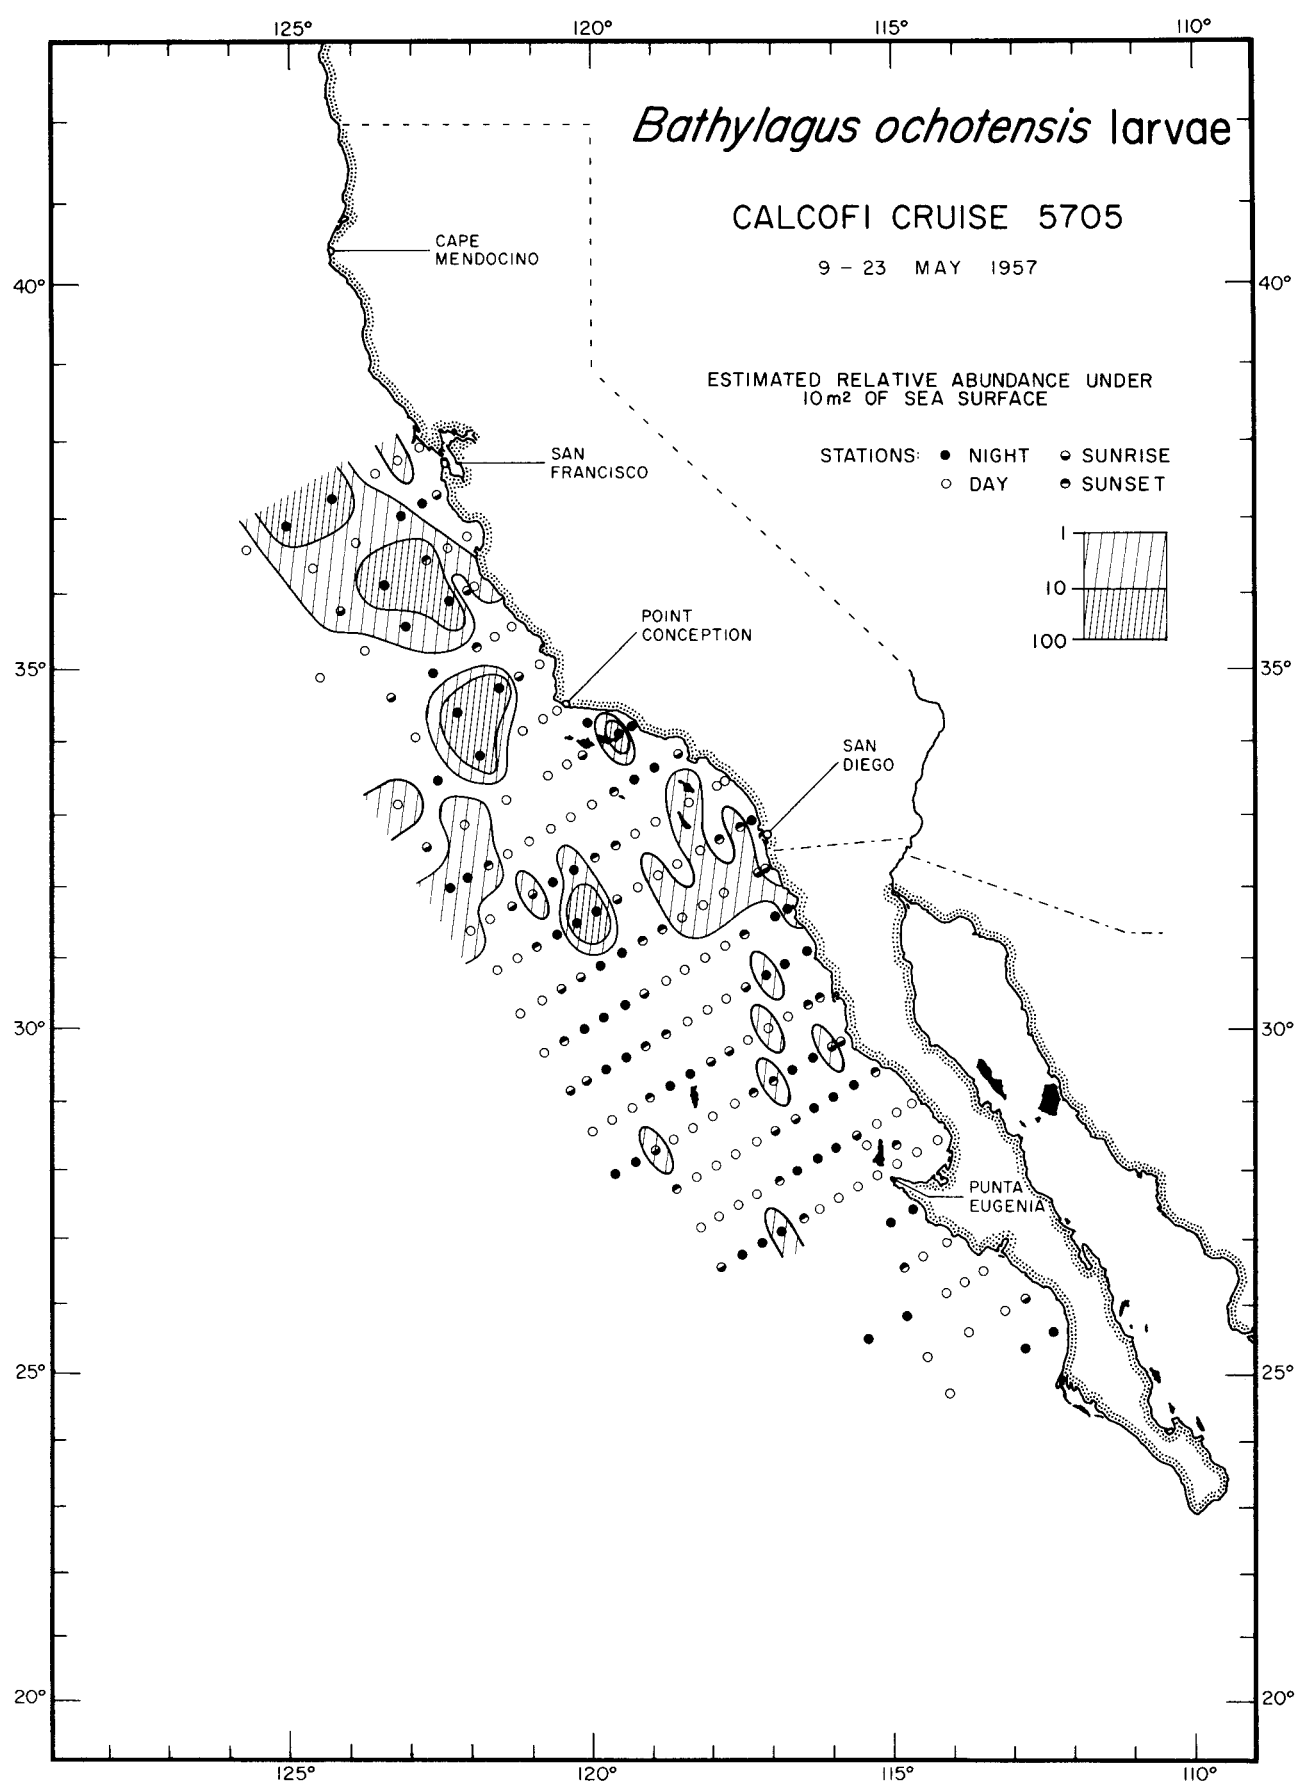 125° 120° 115° 110°
Bathylagus ochotensis larvae
CALCOFI CRUISE 5705
9 – 23 MAY 1957
CAPE
MENDOCINO
40° 40°
ESTIMATED RELATIVE ABUNDANCE UNDER
10m² OF SEA SURFACE
STATIONS: NIGHT SUNRISE
DAY SUNSET
SAN
FRANCISCO
1
10
100
POINT
CONCEPTION
35° 35°
SAN
DIEGO
30° 30°
PUNTA
EUGENIA
25° 25°
20° 20°
125° 120° 115° 110°